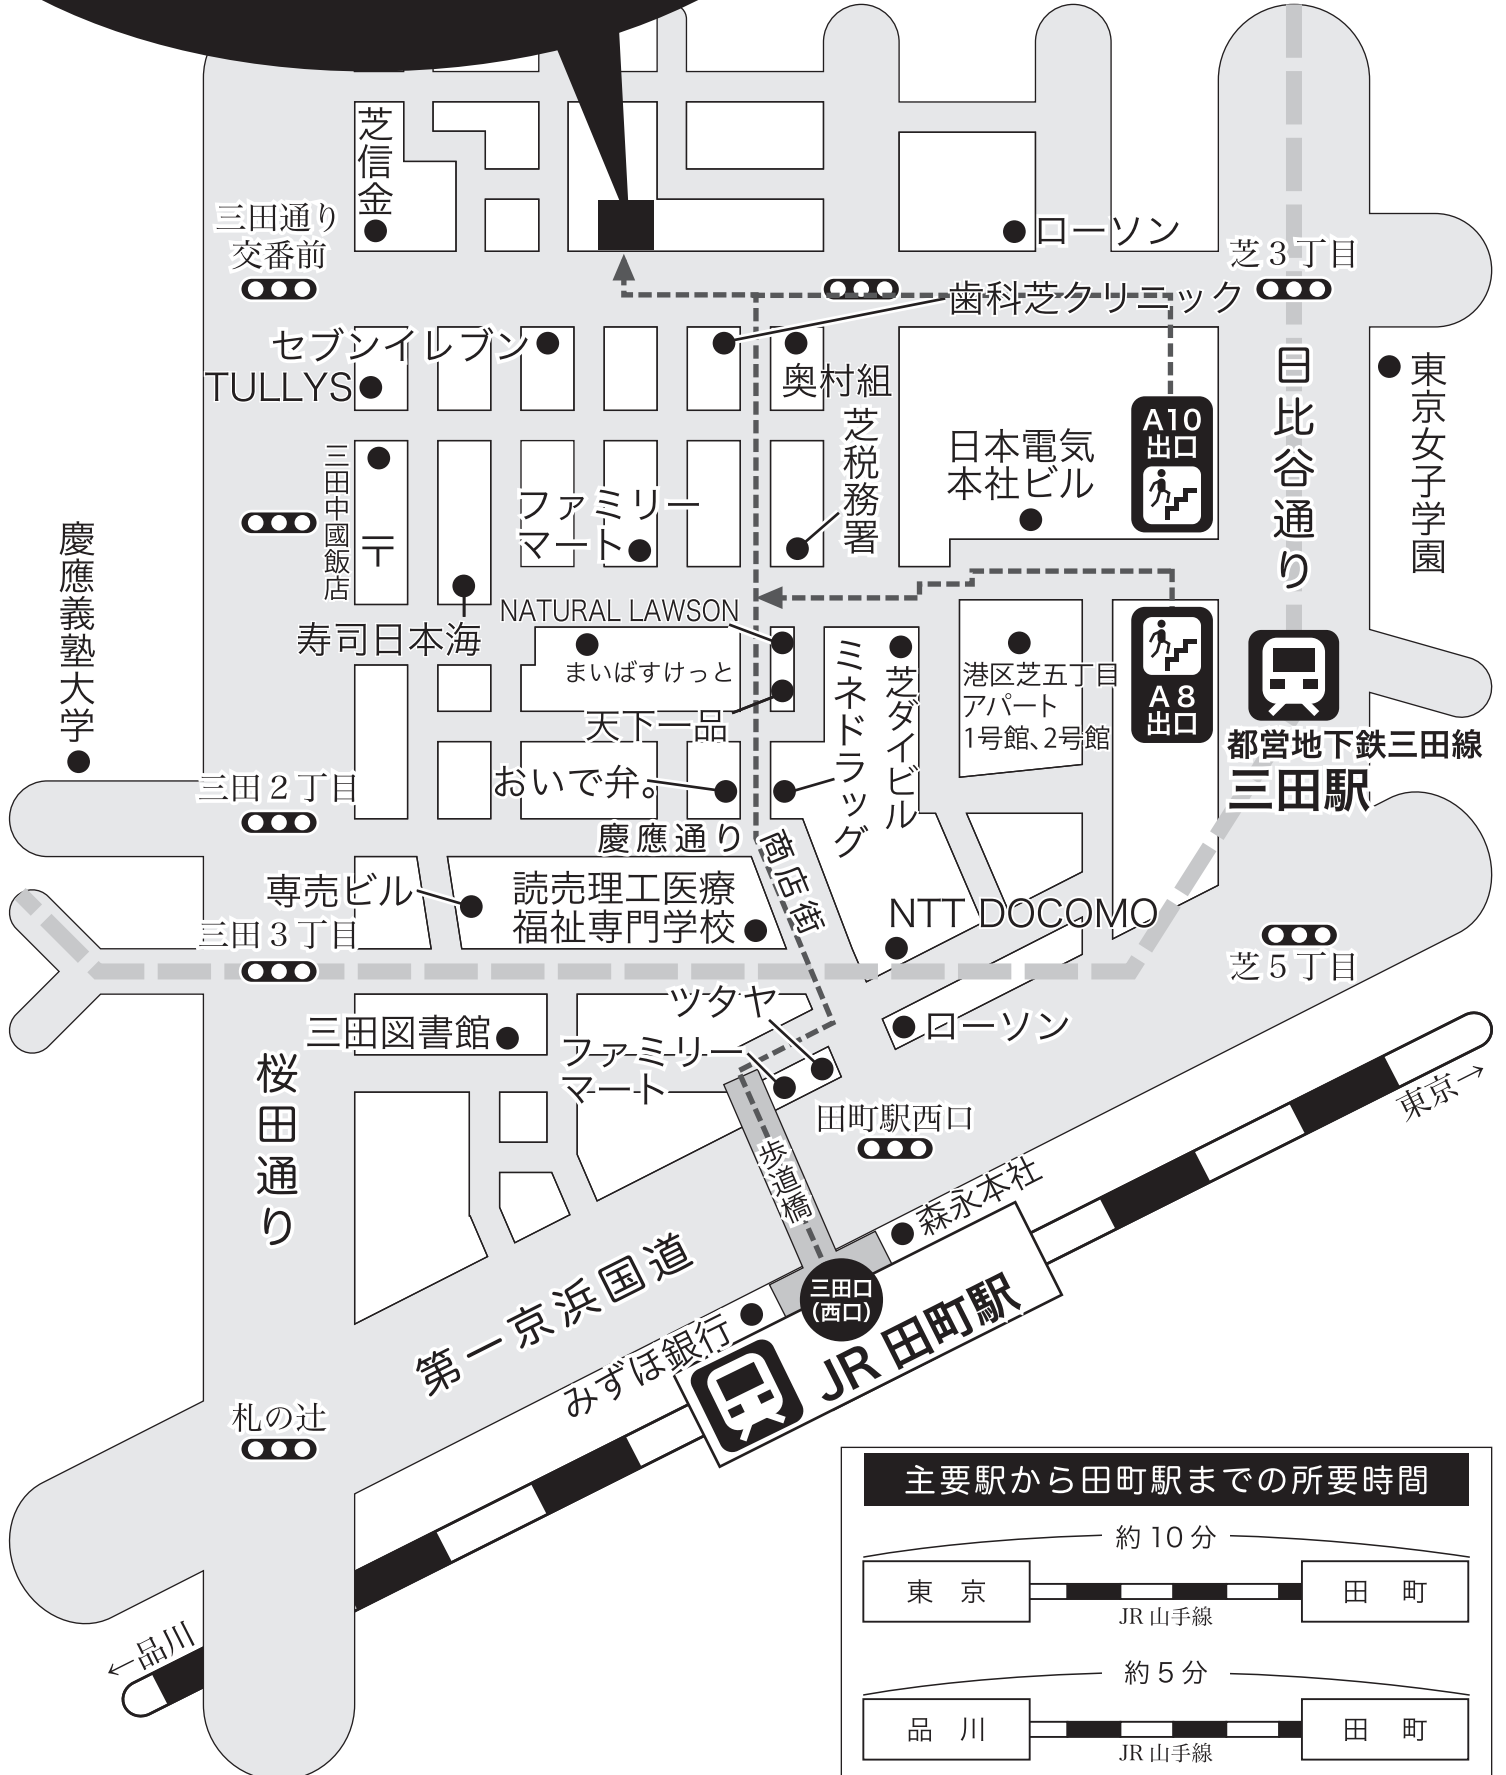 芝信金
三田通り
交番前
ローソン
芝3丁目
歯科芝クリニック
セブンイレブン
TULLYS
奥村組
芝税務署
日本電気
本社ビル
A10
出口
日比谷通り
東京女子学園
三田中國飯店
〒
ファミリー
マート
慶應義塾大学
寿司日本海
NATURAL LAWSON
まいばすけっと
天下一品
ミネドラッグ
芝ダイビル
港区芝五丁目
アパート
1号館、2号館
A8
出口
都営地下鉄三田線
三田駅
おいで弁。
三田2丁目
慶應通り
商店街
専売ビル
読売理工医療
福祉専門学校
NTT DOCOMO
三田3丁目
芝5丁目
ツタヤ
三田図書館
ファミリー
マート
ローソン
桜田通り
田町駅西口
東京→
歩道橋
森永本社
第一京浜国道
三田口
(西口)
みずほ銀行
JR 田町駅
札の辻
←品川
主要駅から田町駅までの所要時間
約10分
東 京
田 町
JR 山手線
約5分
品 川
田 町
JR 山手線